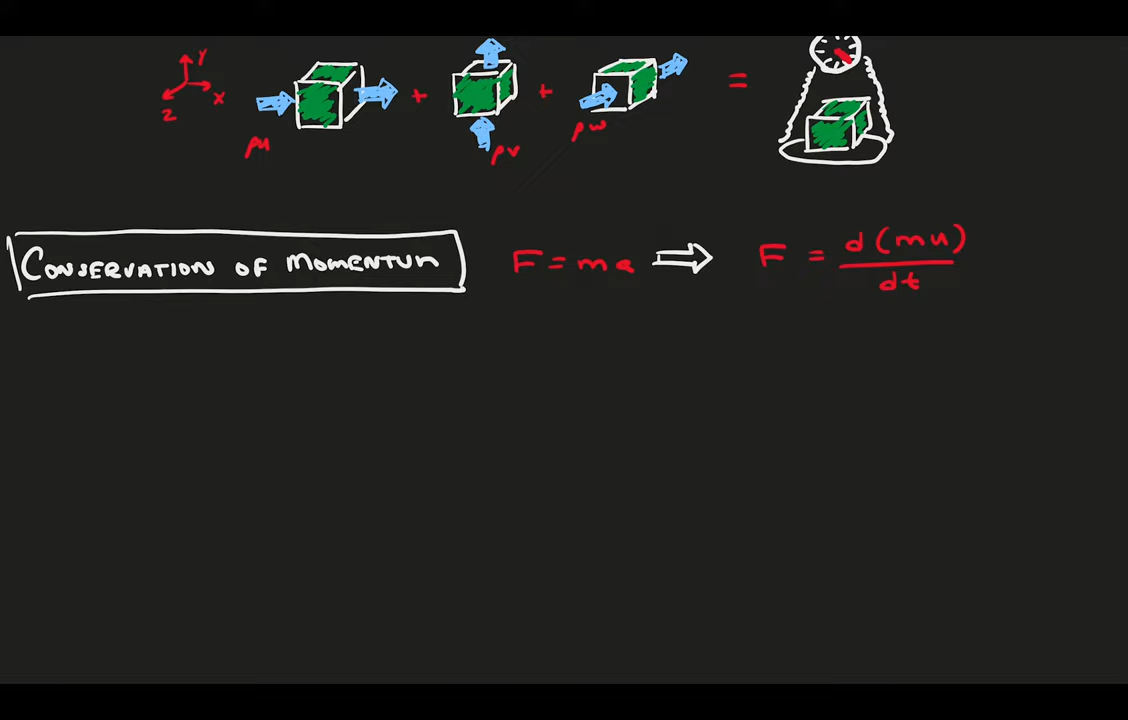 Y
X
Z
+ + =
ρu ρv ρw
CONSERVATION OF MOMENTUM F = ma ⇒ F = d(mu)/dt